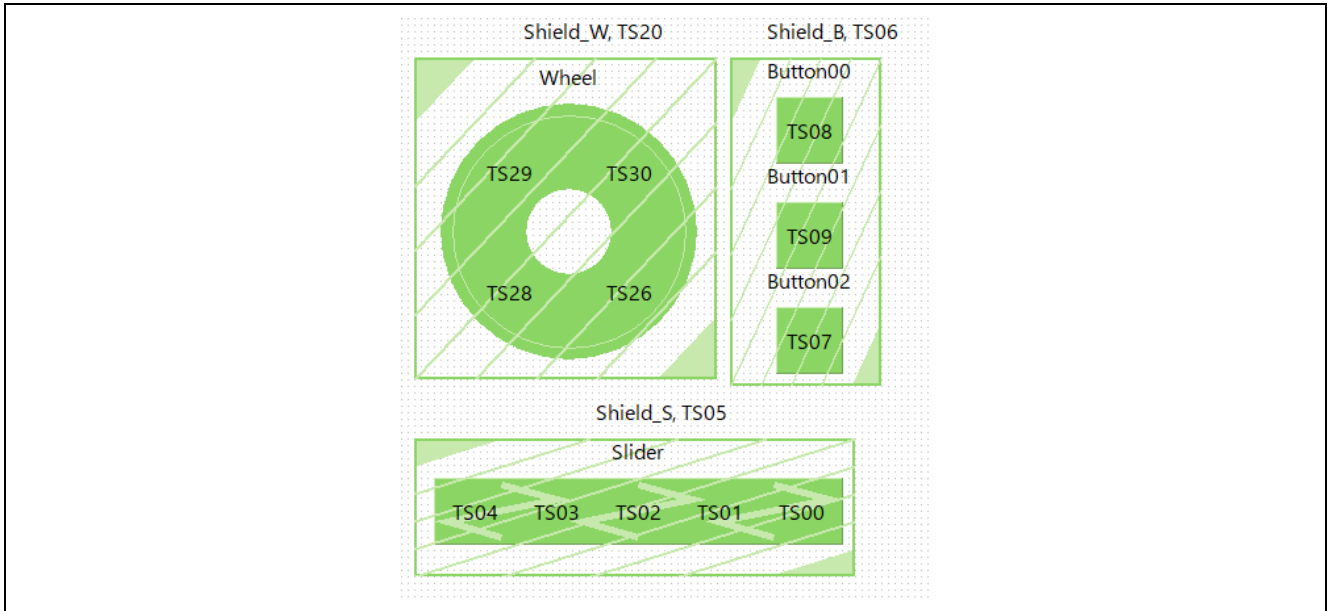 Shield_W, TS20
Wheel
TS29 TS30
TS28 TS26
Shield_B, TS06
Button00
TS08
Button01
TS09
Button02
TS07
Shield_S, TS05
Slider
TS04 TS03 TS02 TS01 TS00